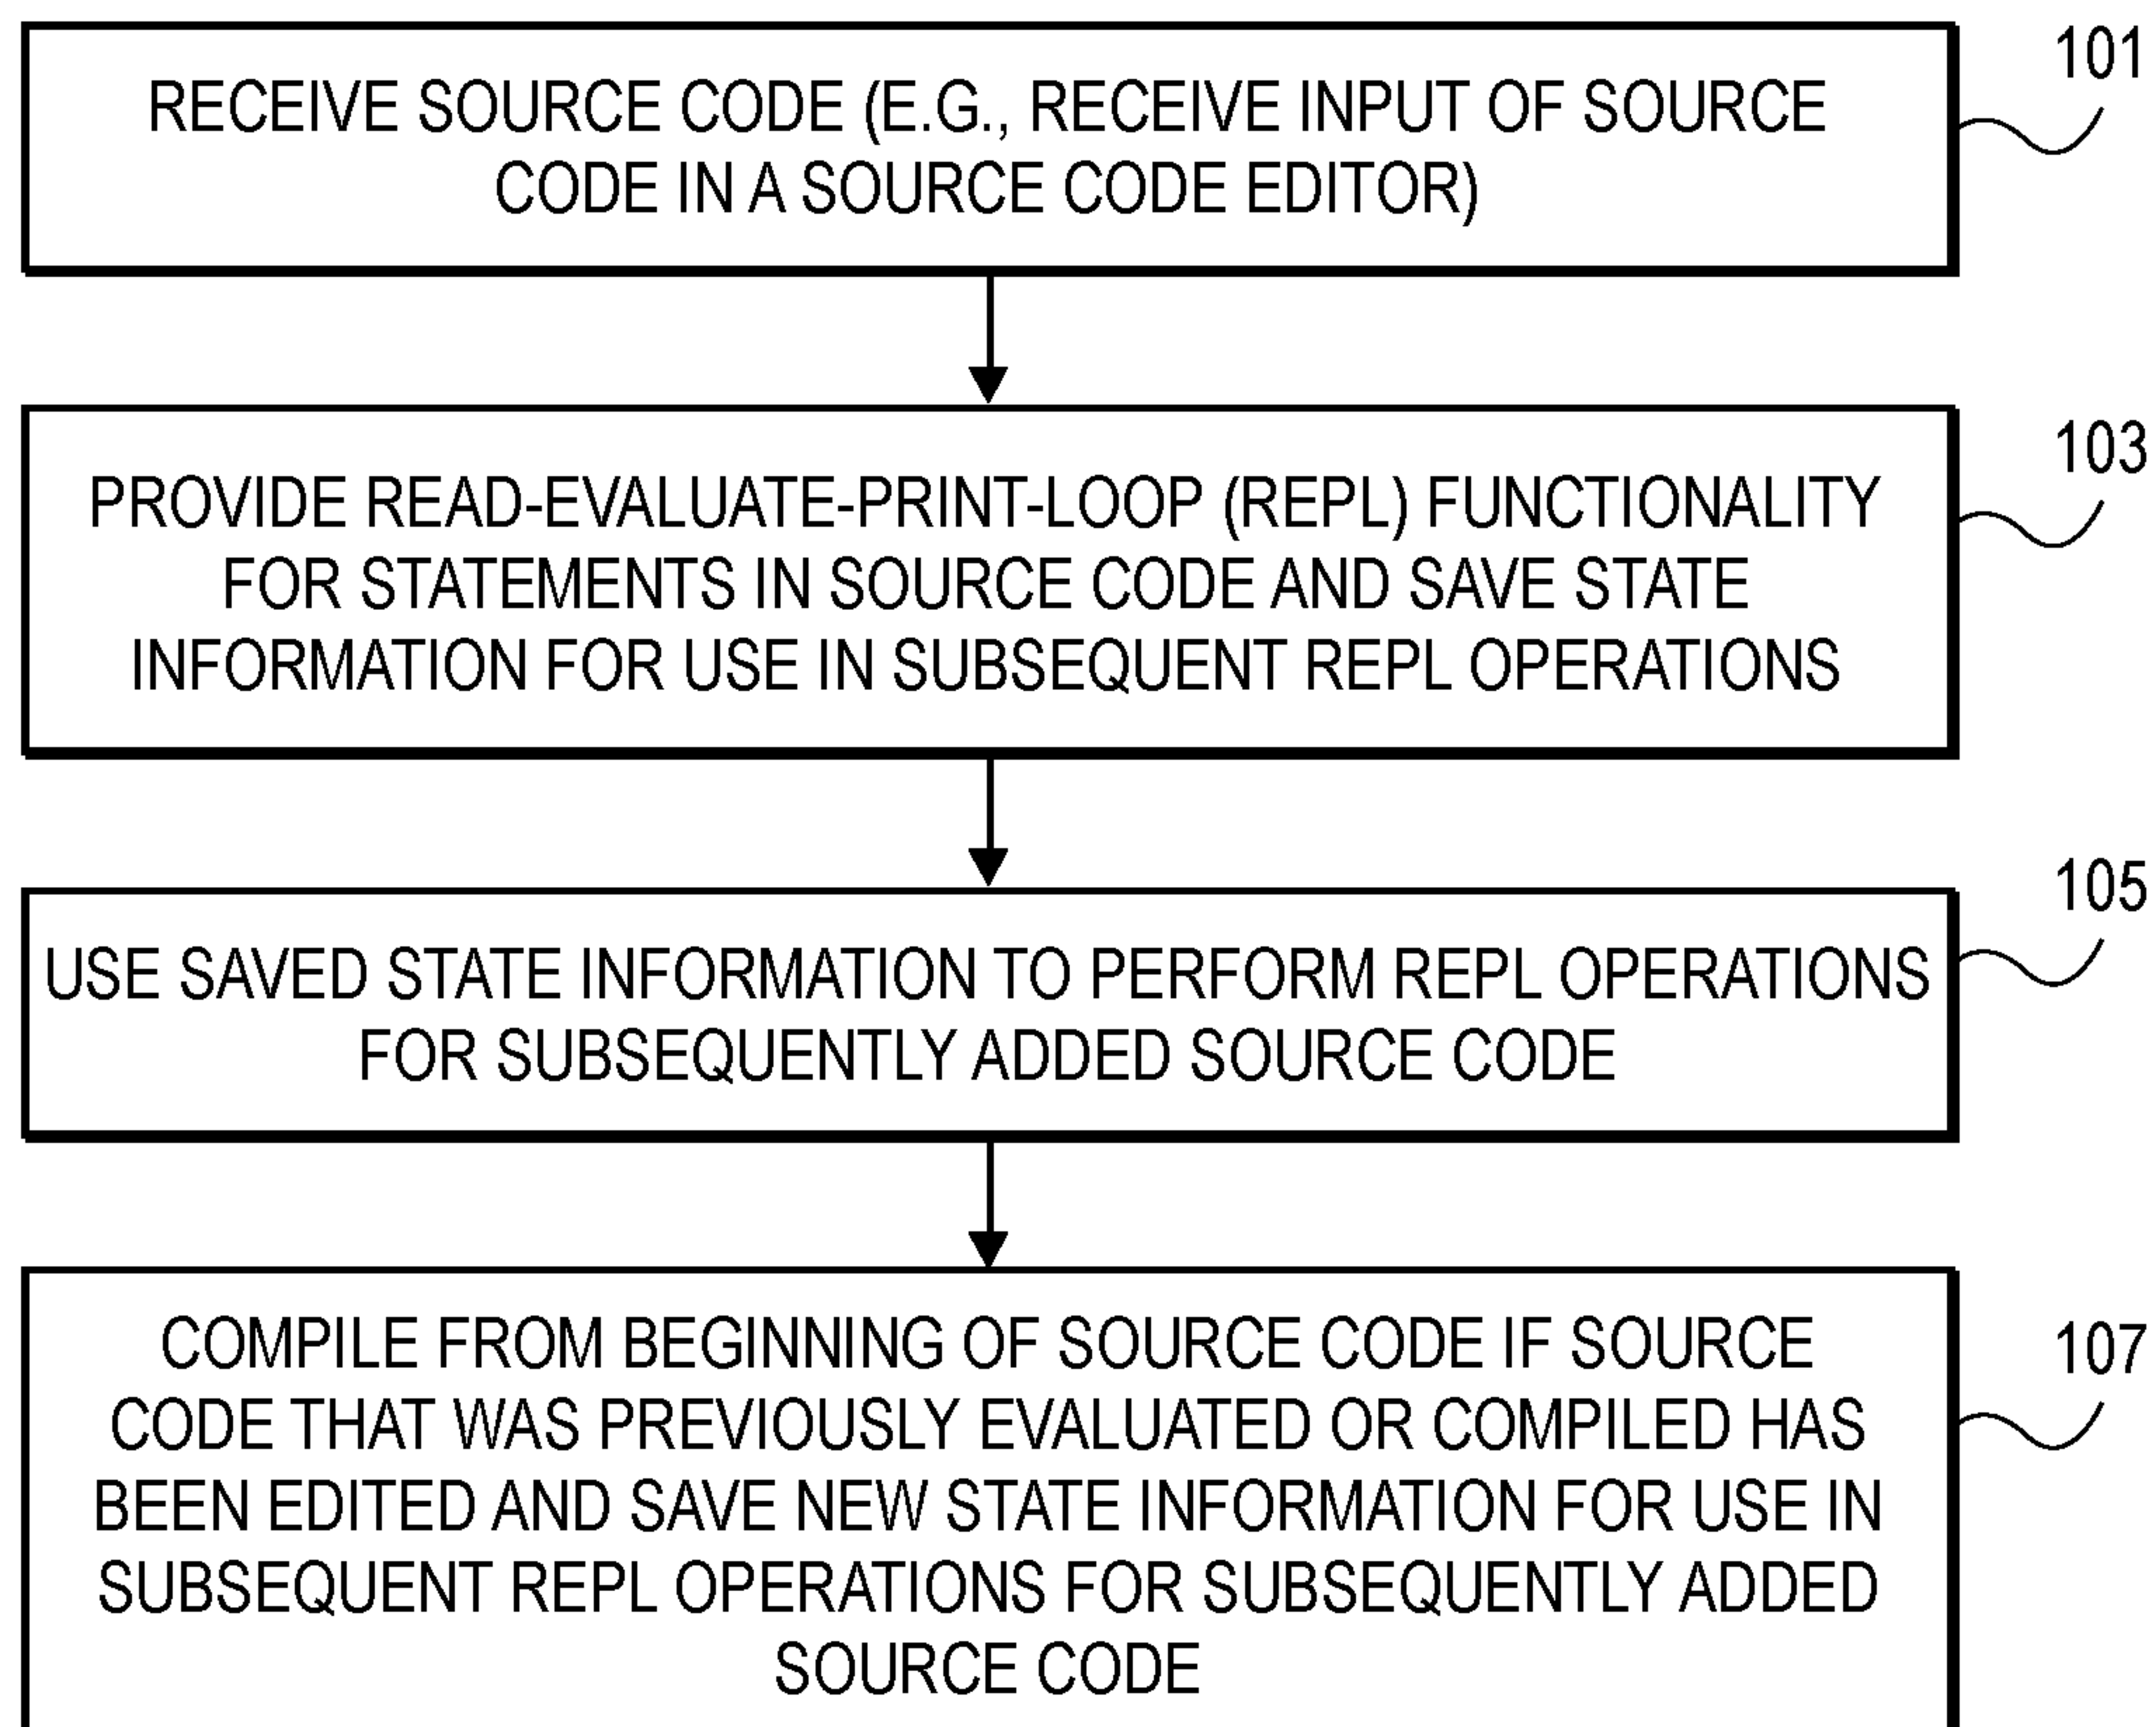 101
RECEIVE SOURCE CODE (E.G., RECEIVE INPUT OF SOURCE
CODE IN A SOURCE CODE EDITOR)
103
PROVIDE READ-EVALUATE-PRINT-LOOP (REPL) FUNCTIONALITY
FOR STATEMENTS IN SOURCE CODE AND SAVE STATE
INFORMATION FOR USE IN SUBSEQUENT REPL OPERATIONS
105
USE SAVED STATE INFORMATION TO PERFORM REPL OPERATIONS
FOR SUBSEQUENTLY ADDED SOURCE CODE
107
COMPILE FROM BEGINNING OF SOURCE CODE IF SOURCE
CODE THAT WAS PREVIOUSLY EVALUATED OR COMPILED HAS
BEEN EDITED AND SAVE NEW STATE INFORMATION FOR USE IN
SUBSEQUENT REPL OPERATIONS FOR SUBSEQUENTLY ADDED
SOURCE CODE